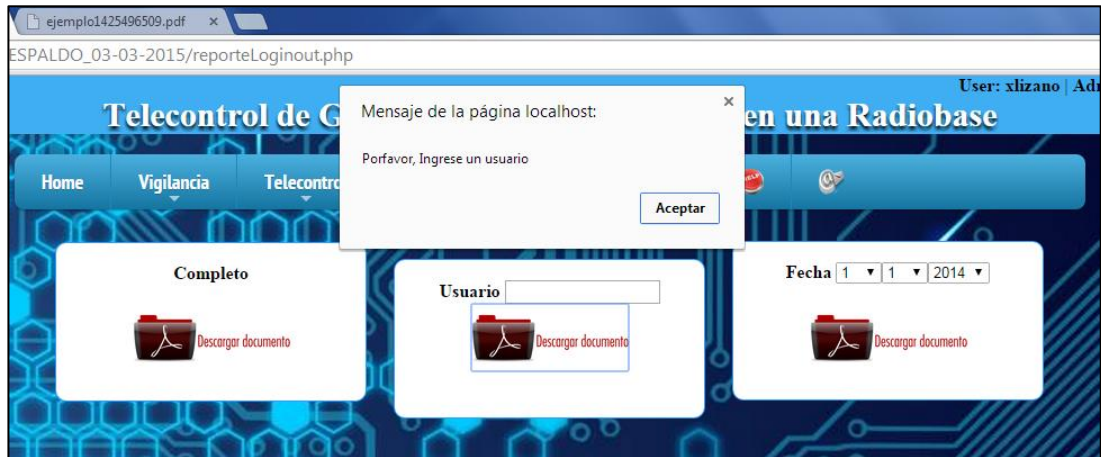 ejemplo1425496509.pdf ×
ESPALDO_03-03-2015/reporteLoginout.php
User: xlizano | Adr
Telecontrol de G en una Radiobase
Mensaje de la página localhost: ×
Porfavor, Ingrese un usuario
Aceptar
Home Vigilancia Telecontro HELP
Completo
Descargar documento
Usuario
Descargar documento
Fecha 1 1 2014
Descargar documento